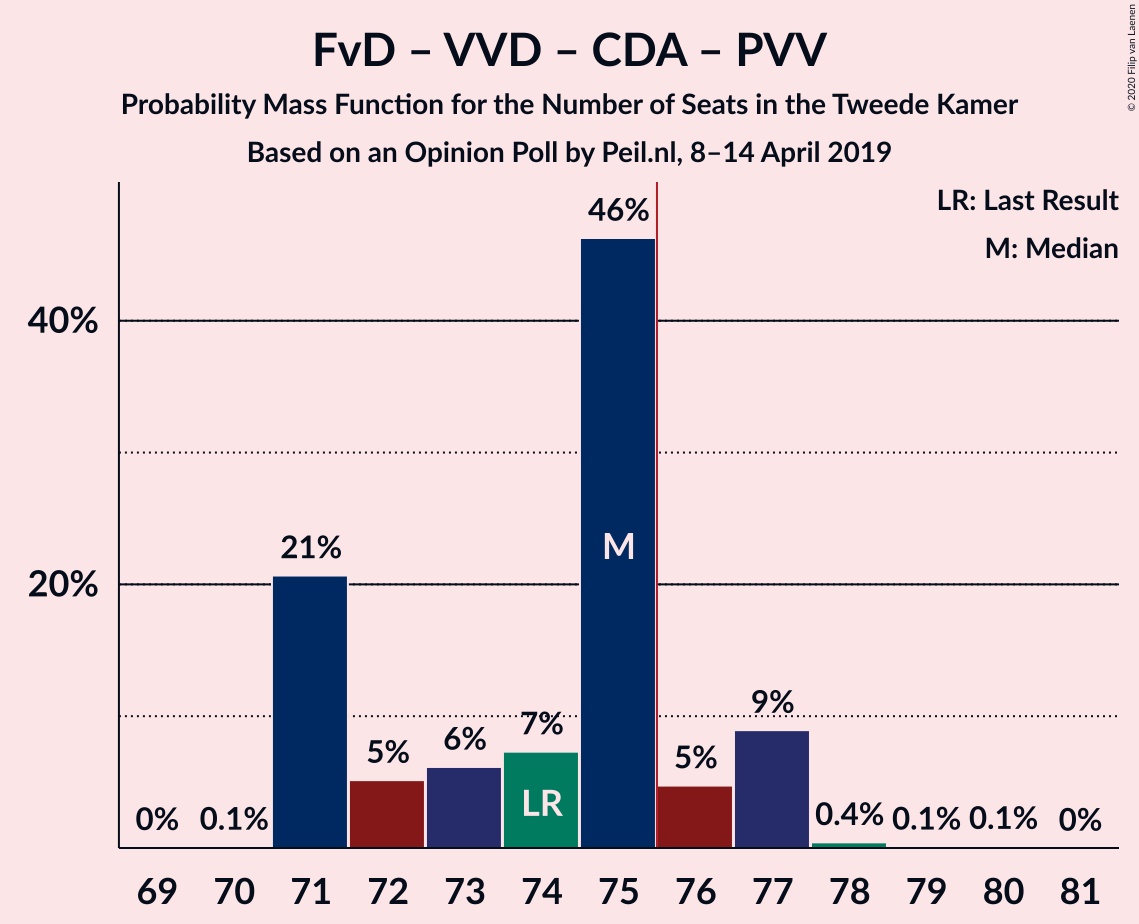 FvD – VVD – CDA – PVV
Probability Mass Function for the Number of Seats in the Tweede Kamer
Based on an Opinion Poll by Peil.nl, 8–14 April 2019
© 2020 Filip van Laenen
LR: Last Result
M: Median
46%
40%
M
21%
20%
9%
7%
6%
5%
5%
LR
0%
0.1%
0.4%
0.1%
0.1%
0%
69 70 71 72 73 74 75 76 77 78 79 80 81